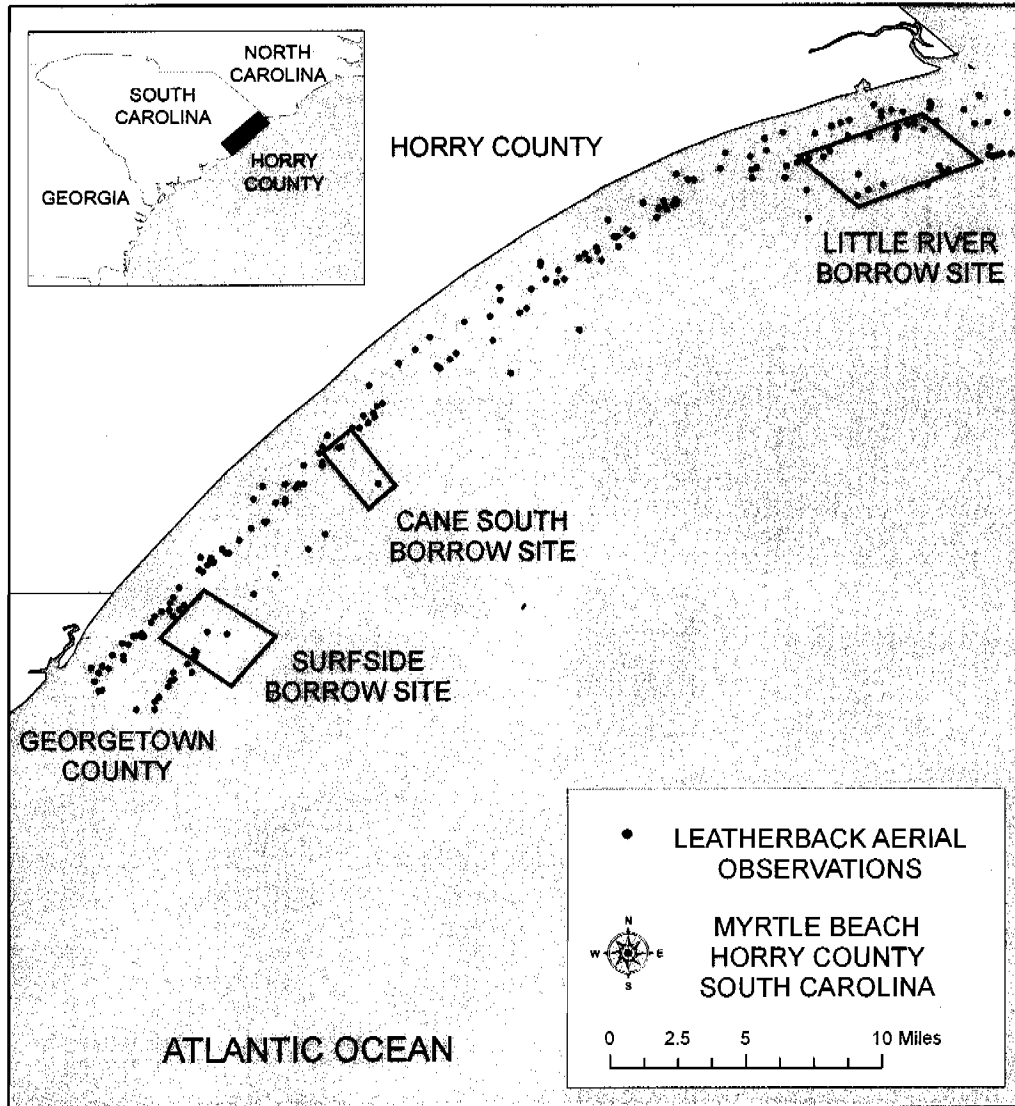 NORTH
CAROLINA
SOUTH
CAROLINA
HORRY
COUNTY
GEORGIA
HORRY COUNTY
LITTLE RIVER
BORROW SITE
CANE SOUTH
BORROW SITE
SURFSIDE
BORROW SITE
GEORGETOWN
COUNTY
LEATHERBACK AERIAL
OBSERVATIONS
N
W E
S
MYRTLE BEACH
HORRY COUNTY
SOUTH CAROLINA
0 2.5 5 10 Miles
ATLANTIC OCEAN